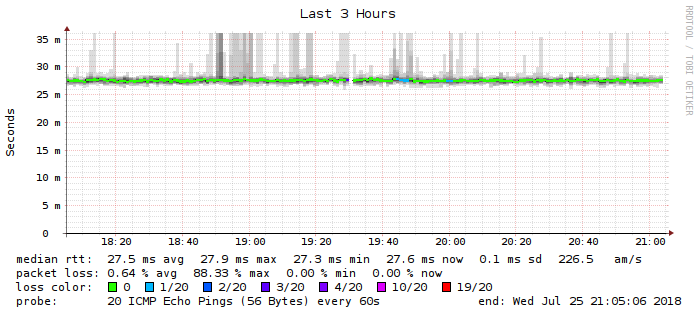 Last 3 Hours
RRDTOOL / TOBI OETIKER
Seconds
35 m
30 m
25 m
20 m
15 m
10 m
5 m
0
18:20 18:40 19:00 19:20 19:40 20:00 20:20 20:40 21:00
median rtt: 27.5 ms avg 27.9 ms max 27.3 ms min 27.6 ms now 0.1 ms sd 226.5 am/s
packet loss: 0.64 % avg 88.33 % max 0.00 % min 0.00 % now
loss color: 0 1/20 2/20 3/20 4/20 10/20 19/20
probe: 20 ICMP Echo Pings (56 Bytes) every 60s end: Wed Jul 25 21:05:06 2018